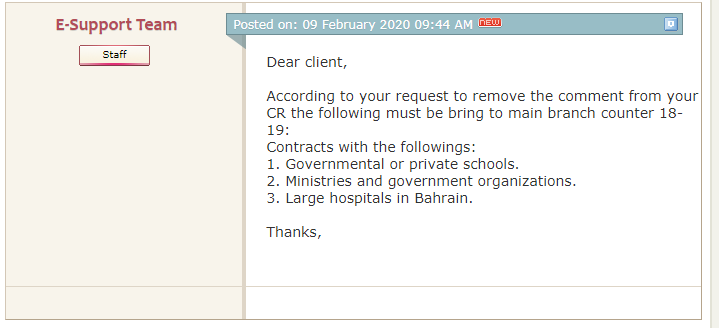 E-Support Team
Staff
Posted on: 09 February 2020 09:44 AM NEW
Dear client,
According to your request to remove the comment from your
CR the following must be bring to main branch counter 18-
19:
Contracts with the followings:
1. Governmental or private schools.
2. Ministries and government organizations.
3. Large hospitals in Bahrain.
Thanks,